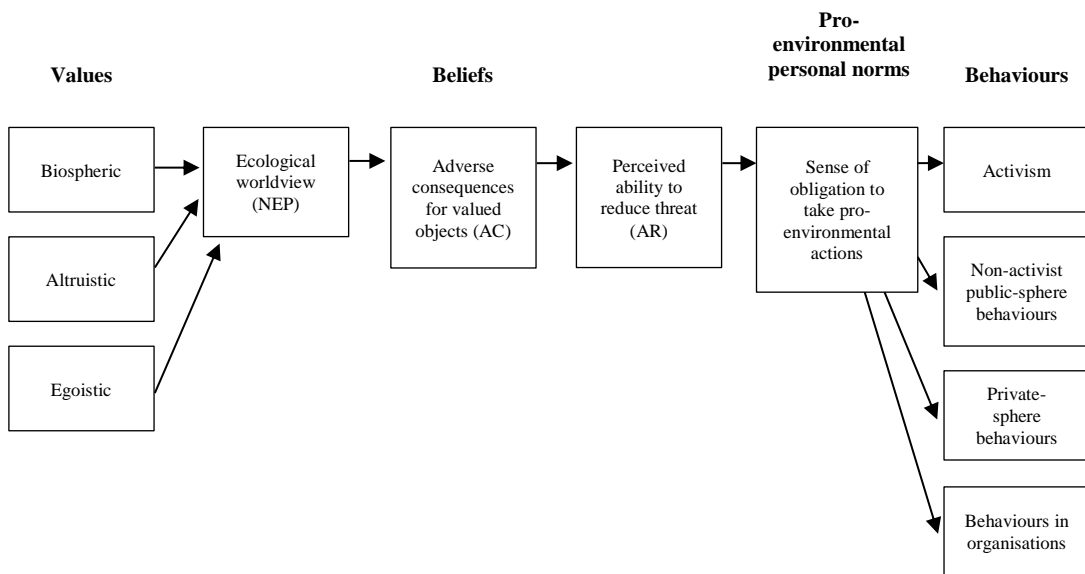 Values
Beliefs
Pro-
environmental
personal norms
Behaviours
Biospheric
Altruistic
Egoistic
Ecological
worldview
(NEP)
Adverse
consequences
for valued
objects (AC)
Perceived
ability to
reduce threat
(AR)
Sense of
obligation to
take pro-
environmental
actions
Activism
Non-activist
public-sphere
behaviours
Private-
sphere
behaviours
Behaviours in
organisations